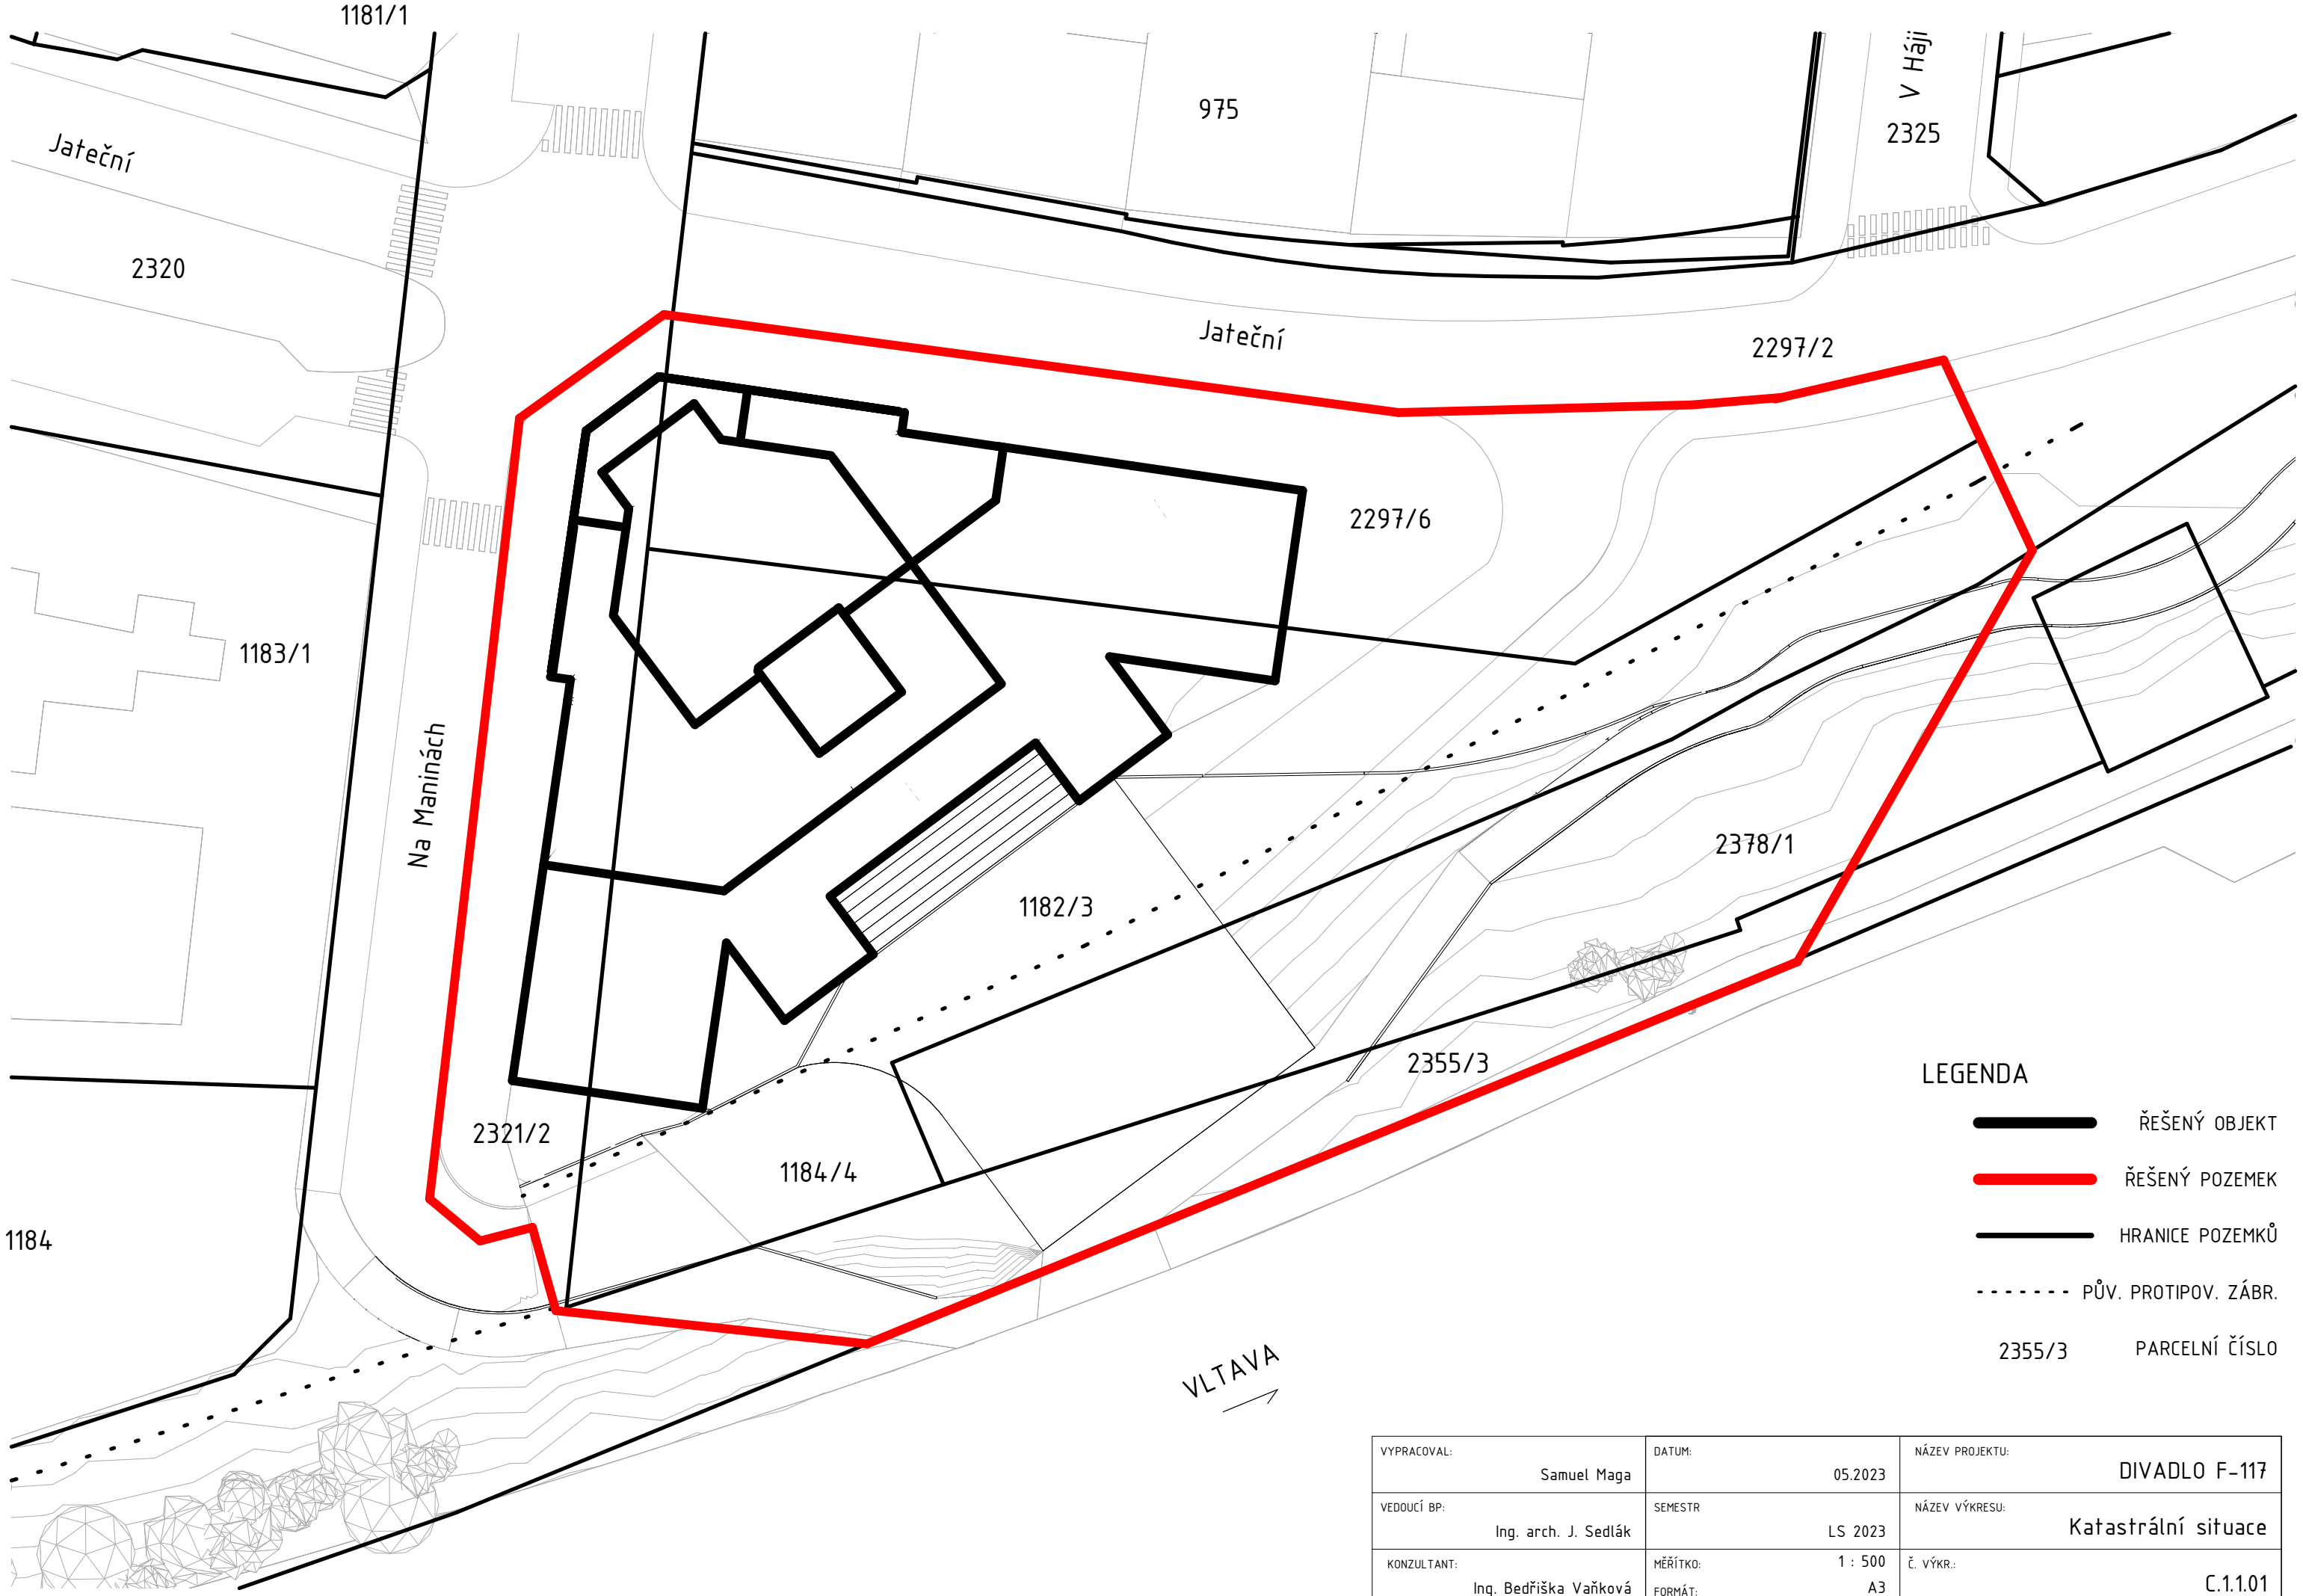 1181/1
V Háji
975
2325
Jateční
2320
Jateční
2297/2
2297/6
1183/1
Na Maninách
2378/1
1182/3
2355/3
2321/2
1184/4
1184
VLTAVA
LEGENDA
ŘEŠENÝ OBJEKT
ŘEŠENÝ POZEMEK
HRANICE POZEMKŮ
PŮV. PROTIPOV. ZÁBR.
2355/3 PARCELNÍ ČÍSLO
VYPRACOVAL:
Samuel Maga
DATUM:
05.2023
NÁZEV PROJEKTU:
DIVADLO F-117
VEDOUCÍ BP:
Ing. arch. J. Sedlák
SEMESTR
LS 2023
NÁZEV VÝKRESU:
Katastrální situace
KONZULTANT:
Ing. Bedřiška Vaňková
MĚŘÍTKO: 1 : 500
FORMÁT: A3
Č. VÝKR.:
C.1.1.01